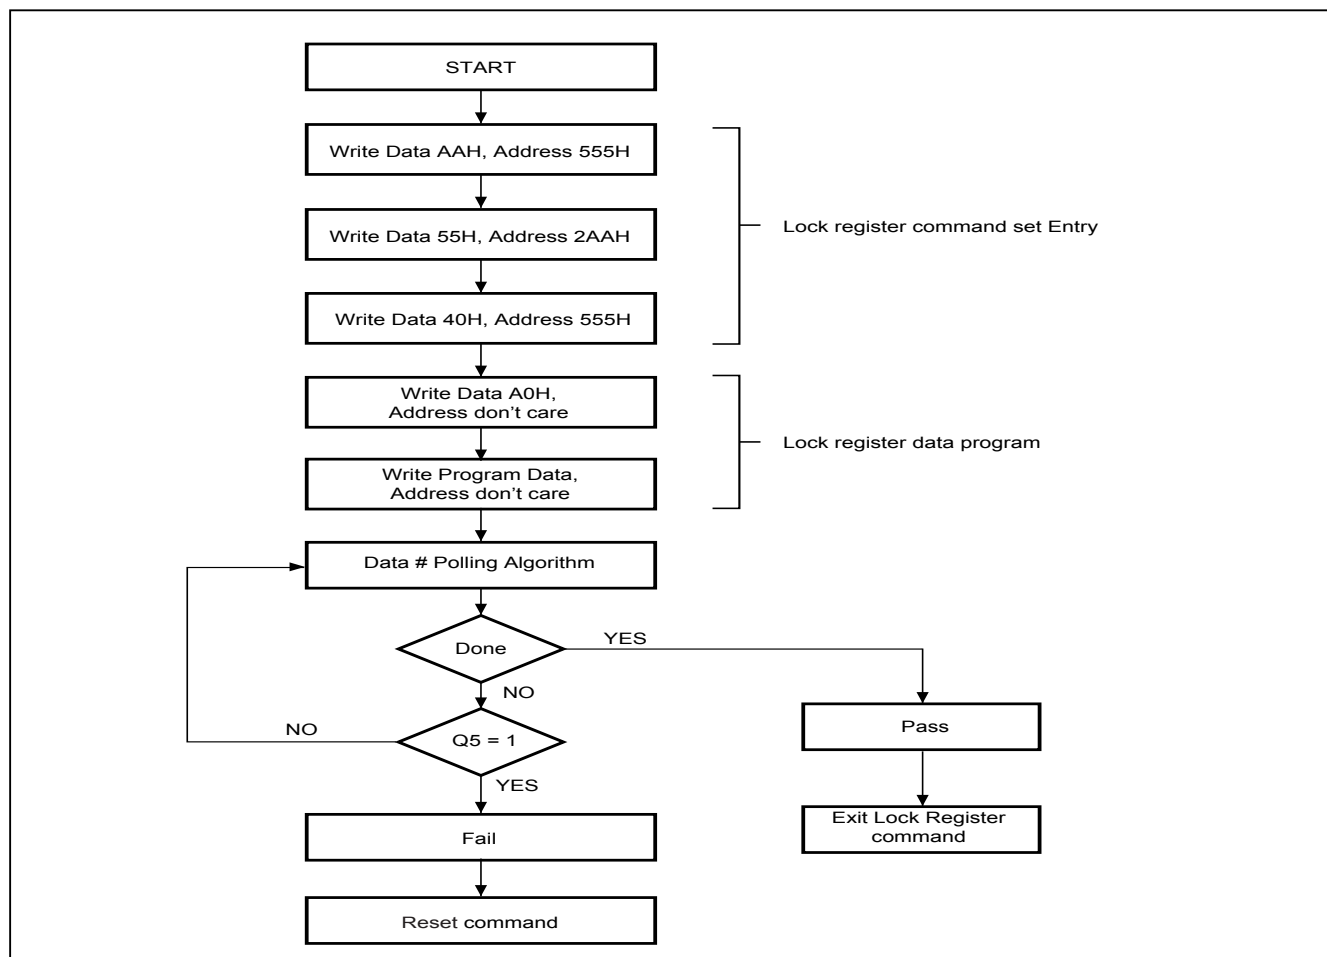 START
Write Data AAH, Address 555H
Write Data 55H, Address 2AAH
Lock register command set Entry
Write Data 40H, Address 555H
Write Data A0H,
Address don't care
Lock register data program
Write Program Data,
Address don't care
Data # Polling Algorithm
Done
YES
NO
Q5 = 1
NO
YES
Pass
Fail
Exit Lock Register
command
Reset command